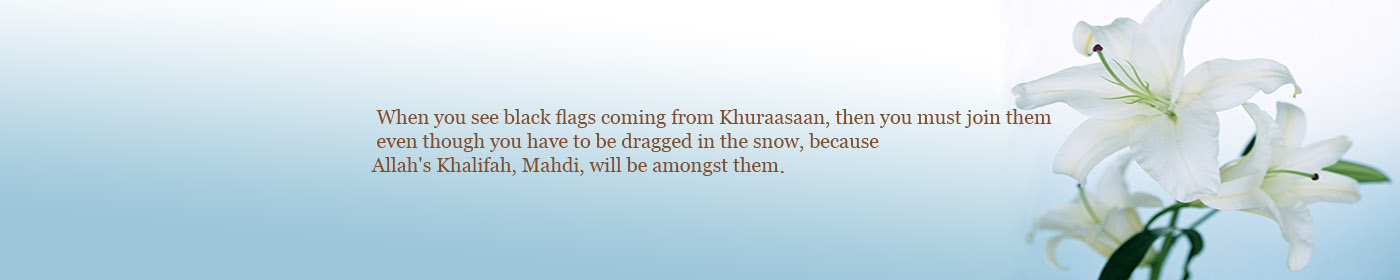 When you see black flags coming from Khuraasaan, then you must join them
even though you have to be dragged in the snow, because
Allah's Khalifah, Mahdi, will be amongst them.